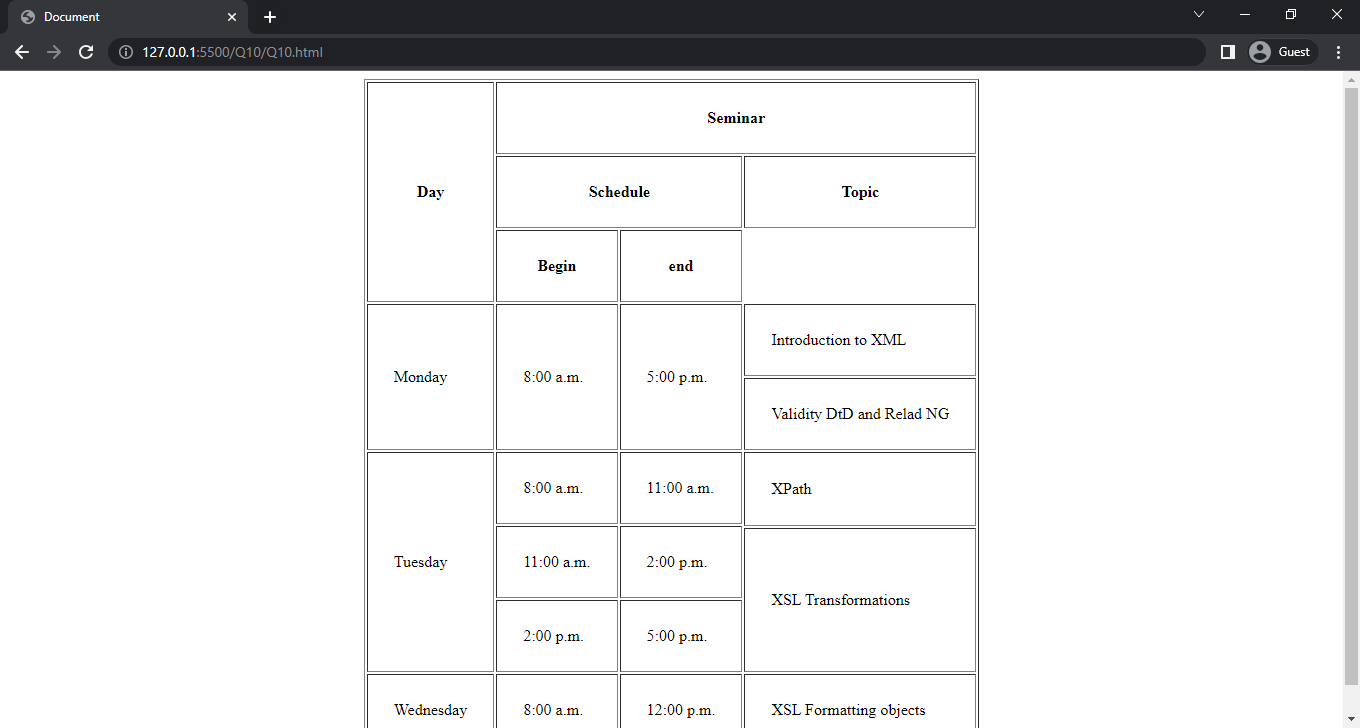 Document
127.0.0.1:5500/Q10/Q10.html
Guest
Day
Seminar
Schedule
Topic
Begin
end
Monday
8:00 a.m.
5:00 p.m.
Introduction to XML
Validity DtD and Relad NG
Tuesday
8:00 a.m.
11:00 a.m.
XPath
11:00 a.m.
2:00 p.m.
XSL Transformations
2:00 p.m.
5:00 p.m.
Wednesday
8:00 a.m.
12:00 p.m.
XSL Formatting objects